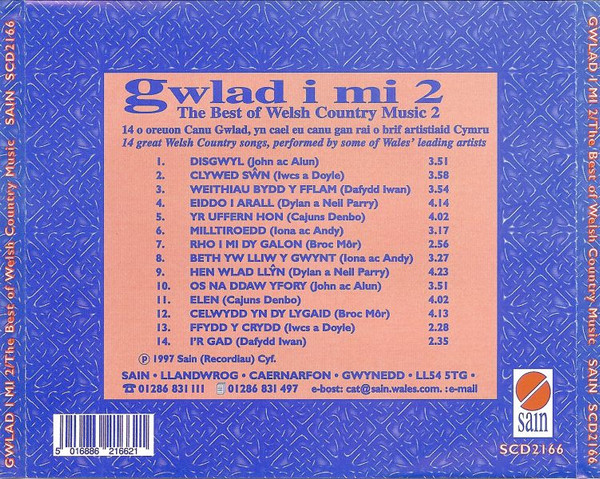 gwlad i mi 2
The Best of Welsh Country Music 2
14 o oreuon Canu Gwlad, yn cael eu canu gan rai o brif artistiaid Cymru
14 great Welsh Country songs, performed by some of Wales' leading artists
1. DISGWYL (John ac Alun) 3.51
2. CLYWED SŴN (Iwcs a Doyle) 3.58
3. WEITHIAU BYDD Y FFLAM (Dafydd Iwan) 3.54
4. EIDDO I ARALL (Dylan a Neil Parry) 4.14
5. YR UFFERN HON (Cajuns Denbo) 4.02
6. MILLTIROEDD (Iona ac Andy) 3.17
7. RHO I MI DY GALON (Broc Môr) 2.56
8. BETH YW LLIW Y GWYNT (Iona ac Andy) 3.27
9. HEN WLAD LLŶN (Dylan a Neil Parry) 4.23
10. OS NA DDAW YFORY (John ac Alun) 3.51
11. ELEN (Cajuns Denbo) 4.02
12. CELWYDD YN DY LYGAID (Broc Môr) 4.13
13. FFYDD Y CRYDD (Iwcs a Doyle) 2.28
14. I'R GAD (Dafydd Iwan) 2.35
℗ 1997 Sain (Recordiau) Cyf.
SAIN • LLANDWROG • CAERNARFON • GWYNEDD • LL54 5TG •
☎ 01286 831 111 01286 831 497 e-bost: cat@sain.wales.com. :e-mail
5 016886 216621
sain
SCD2166
GWLAD I MI 2/The Best of Welsh Country Music SAIN SCD2166
GWLAD I MI 2/The Best of Welsh Country Music SAIN SCD2166